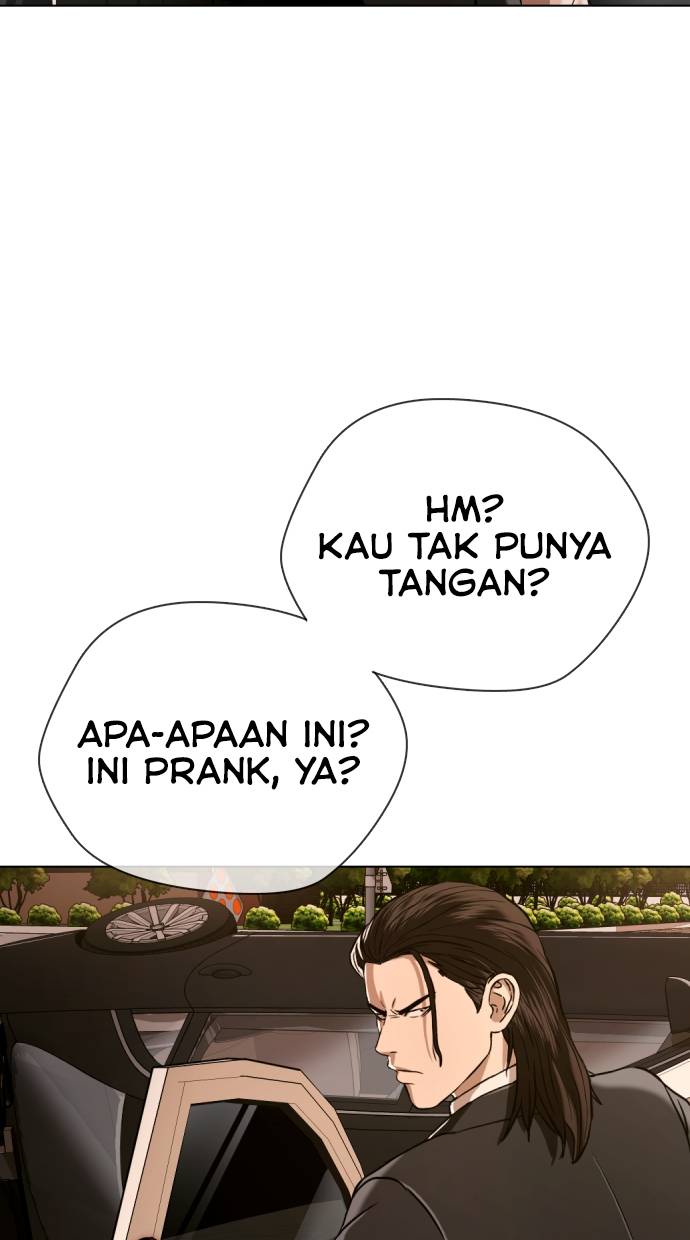 HM?
KAU TAK PUNYA
TANGAN?
APA-APAAN INI?
INI PRANK, YA?